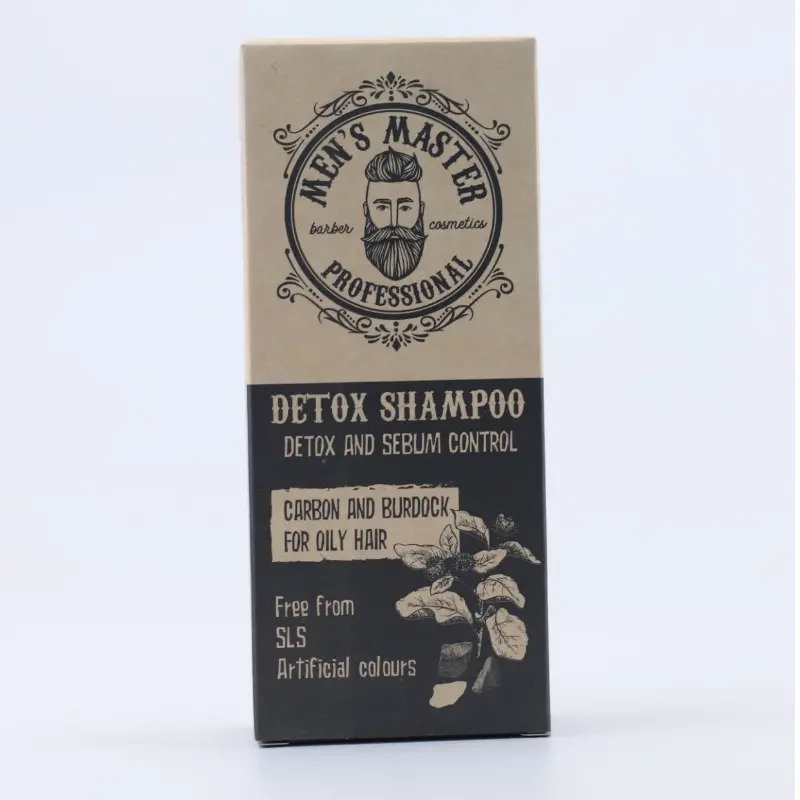 MEN'S MASTER
barber cosmetics
PROFESSIONAL
DETOX SHAMPOO
DETOX AND SEBUM CONTROL
CARBON AND BURDOCK
FOR OILY HAIR
Free from
SLS
Artificial colours